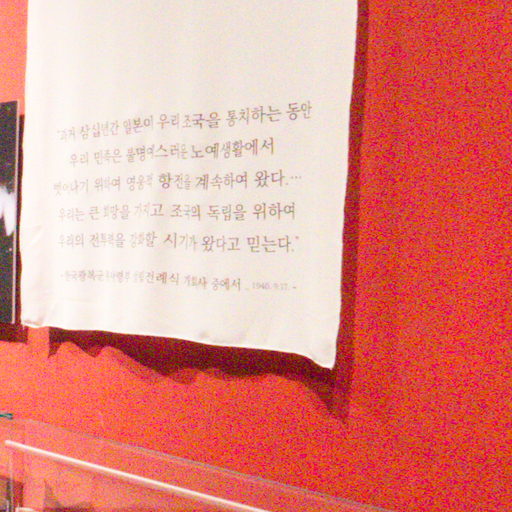 "과거 삼십년간 일본이 우리 조국을 통치하는 동안
우리 민족은 불명예스러운 노예생활에서
벗어나기 위하여 영웅적 항전을 계속하여 왔다.…
우리는 큰 희망을 가지고 조국의 독립을 위하여
우리의 전투력을 강화할 시기가 왔다고 믿는다."
- 한국광복군 총사령부 성립전례식 개회사 중에서 _ 1940. 9.17. -